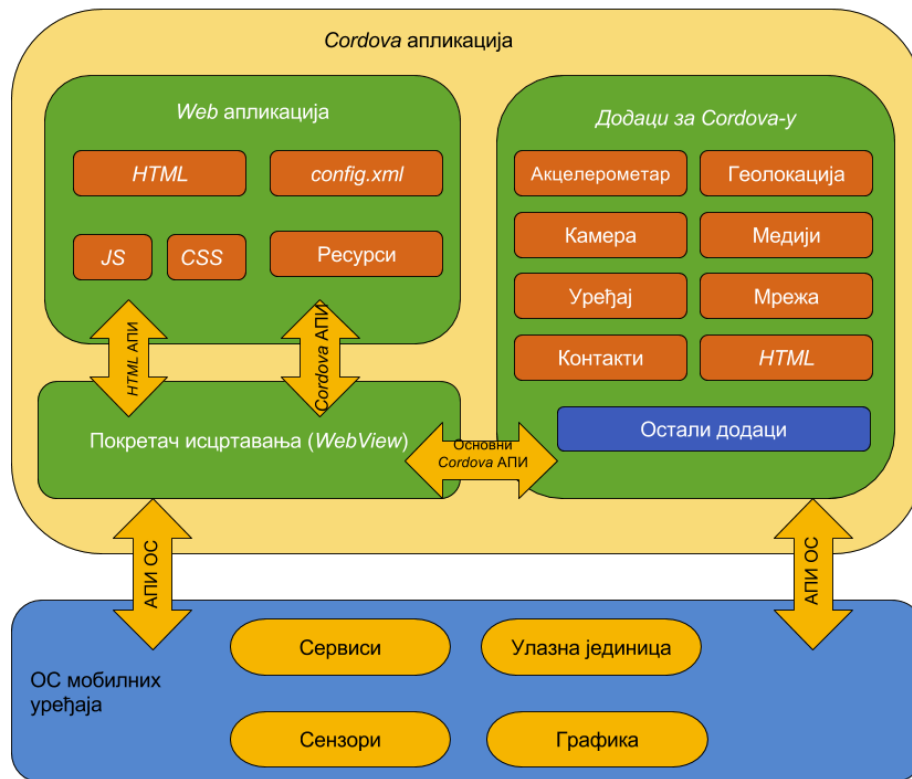 Cordova апликација
Web апликација
HTML
config.xml
JS
CSS
Ресурси
Додаци за Cordova-у
Акцелерометар
Геолокација
Камера
Медији
Уређај
Мрежа
Контакти
HTML
Остали додаци
HTML АПИ
Cordova АПИ
Покретач исцртавања (WebView)
Основни
Cordova АПИ
АПИ ОС
АПИ ОС
ОС мобилних
уређаја
Сервиси
Улазна јединица
Сензори
Графика